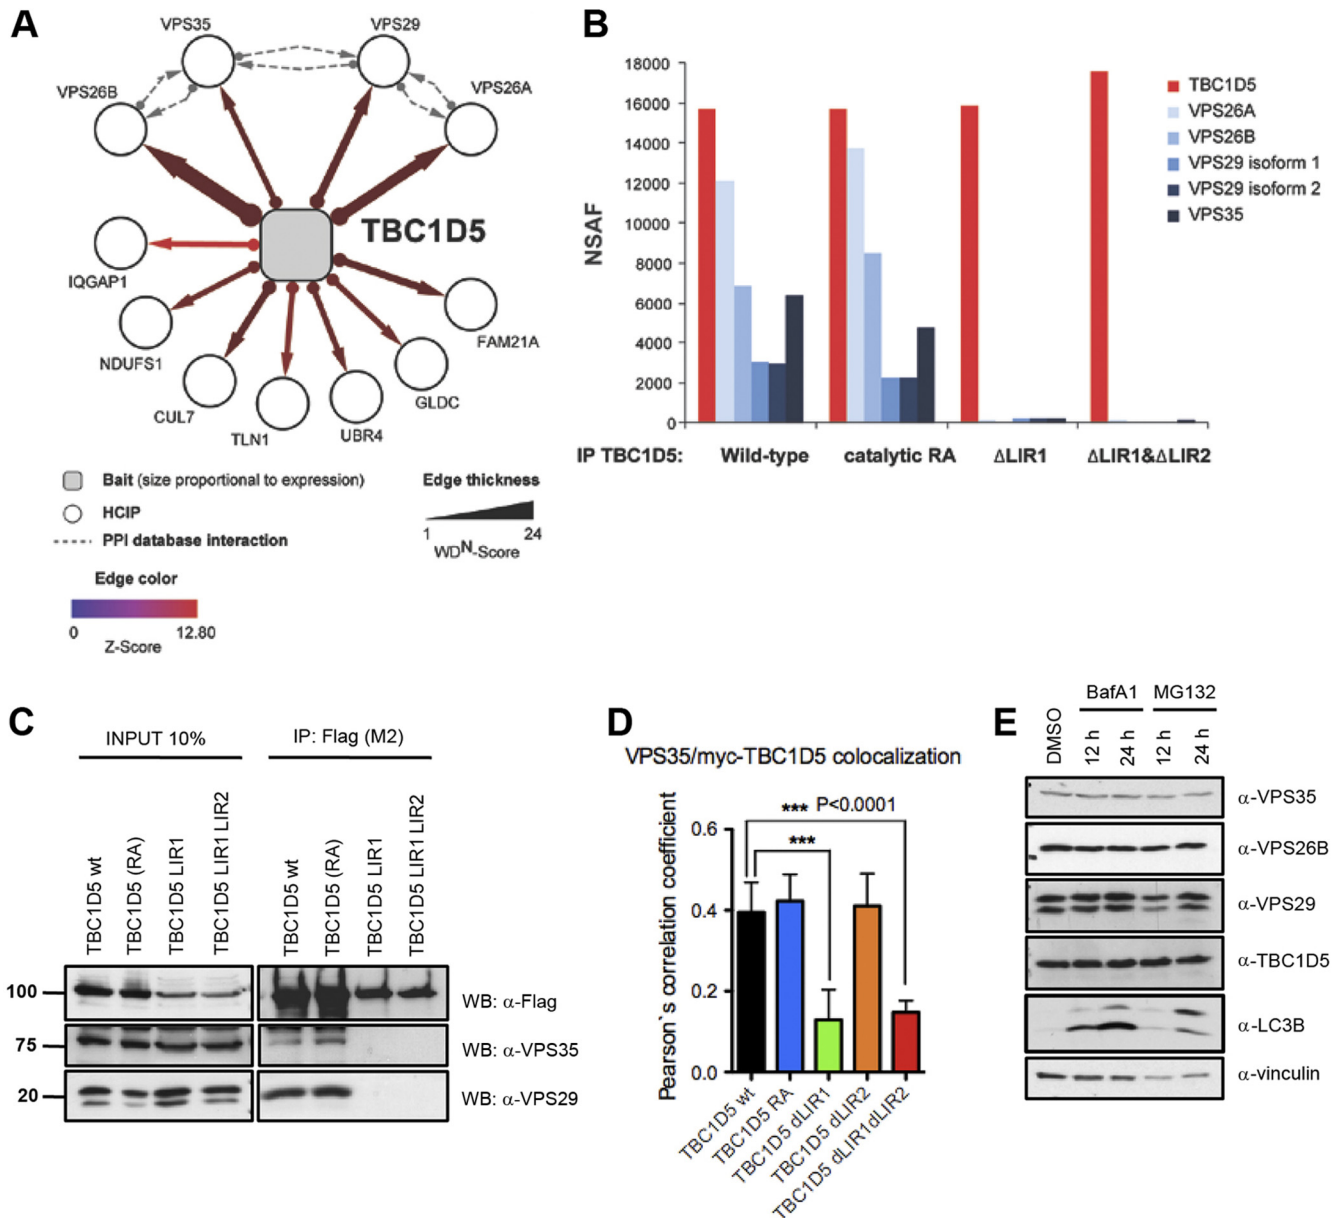 A
VPS35
VPS29
VPS26B
VPS26A
TBC1D5
IQGAP1
NDUFS1
FAM21A
CUL7
GLDC
TLN1
UBR4
Bait (size proportional to expression)
HCIP
PPI database interaction
Edge thickness
1
24
WDN-Score
Edge color
0
12.80
Z-Score
B
NSAF
18000
16000
14000
12000
10000
8000
6000
4000
2000
0
TBC1D5
VPS26A
VPS26B
VPS29 isoform 1
VPS29 isoform 2
VPS35
IP TBC1D5: Wild-type catalytic RA ΔLIR1 ΔLIR1&ΔLIR2
C
INPUT 10%
IP: Flag (M2)
TBC1D5 wt
TBC1D5 (RA)
TBC1D5 LIR1
TBC1D5 LIR1 LIR2
TBC1D5 wt
TBC1D5 (RA)
TBC1D5 LIR1
TBC1D5 LIR1 LIR2
100
WB: α-Flag
75
WB: α-VPS35
20
WB: α-VPS29
D
VPS35/myc-TBC1D5 colocalization
*** P<0.0001
***
Pearson`s correlation coefficient
0.6
0.4
0.2
0.0
TBC1D5 wt
TBC1D5 RA
TBC1D5 dLIR1
TBC1D5 dLIR2
TBC1D5 dLIR1dLIR2
E
BafA1
MG132
DMSO
12 h
24 h
12 h
24 h
α-VPS35
α-VPS26B
α-VPS29
α-TBC1D5
α-LC3B
α-vinculin